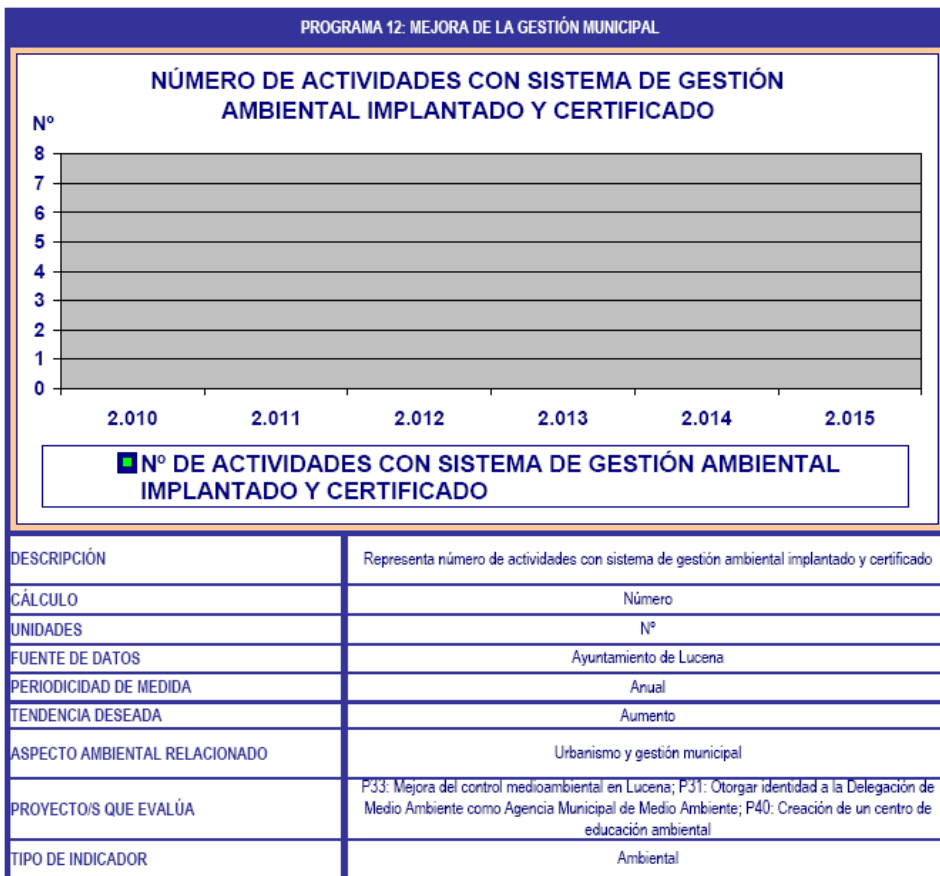 PROGRAMA 12: MEJORA DE LA GESTIÓN MUNICIPAL
NÚMERO DE ACTIVIDADES CON SISTEMA DE GESTIÓN
AMBIENTAL IMPLANTADO Y CERTIFICADO
Nº
8
7
6
5
4
3
2
1
0
2.010 2.011 2.012 2.013 2.014 2.015
Nº DE ACTIVIDADES CON SISTEMA DE GESTIÓN AMBIENTAL
IMPLANTADO Y CERTIFICADO
DESCRIPCIÓN Representa número de actividades con sistema de gestión ambiental implantado y certificado
CÁLCULO Número
UNIDADES Nº
FUENTE DE DATOS Ayuntamiento de Lucena
PERIODICIDAD DE MEDIDA Anual
TENDENCIA DESEADA Aumento
ASPECTO AMBIENTAL RELACIONADO Urbanismo y gestión municipal
PROYECTO/S QUE EVALÚA P33: Mejora del control medioambiental en Lucena; P31: Otorgar identidad a la Delegación de
Medio Ambiente como Agencia Municipal de Medio Ambiente; P40: Creación de un centro de
educación ambiental
TIPO DE INDICADOR Ambiental